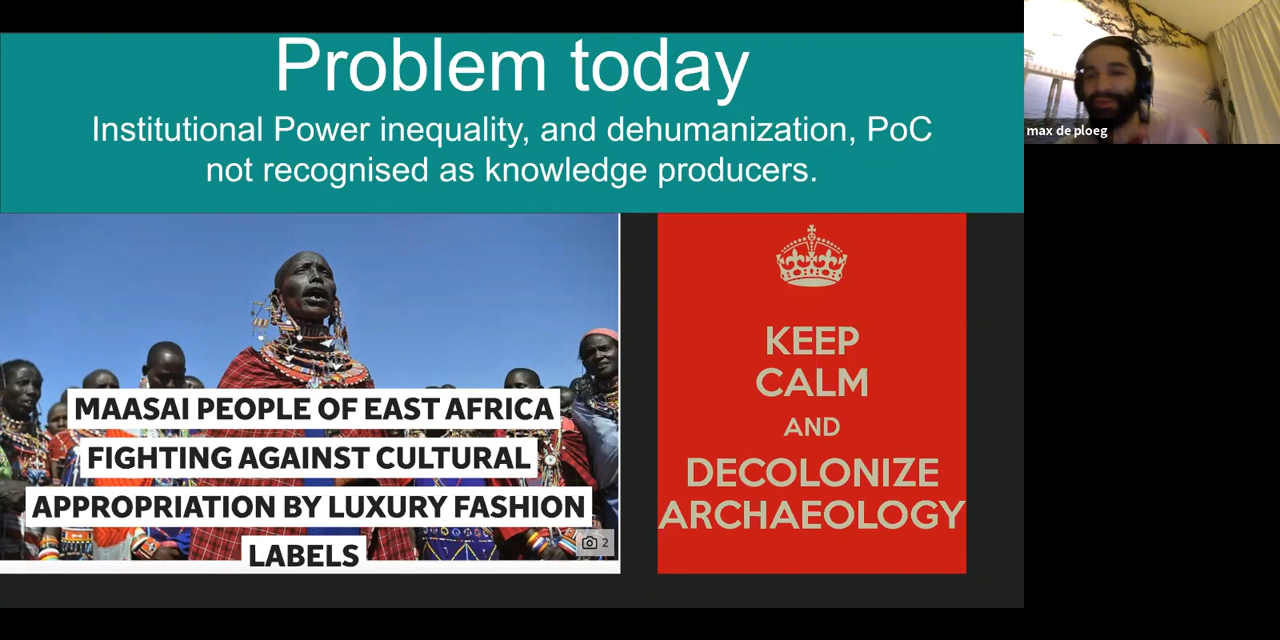 Problem today
Institutional Power inequality, and dehumanization, PoC
not recognised as knowledge producers.
MAASAI PEOPLE OF EAST AFRICA
FIGHTING AGAINST CULTURAL
APPROPRIATION BY LUXURY FASHION
LABELS
2
KEEP
CALM
AND
DECOLONIZE
ARCHAEOLOGY
max de ploeg